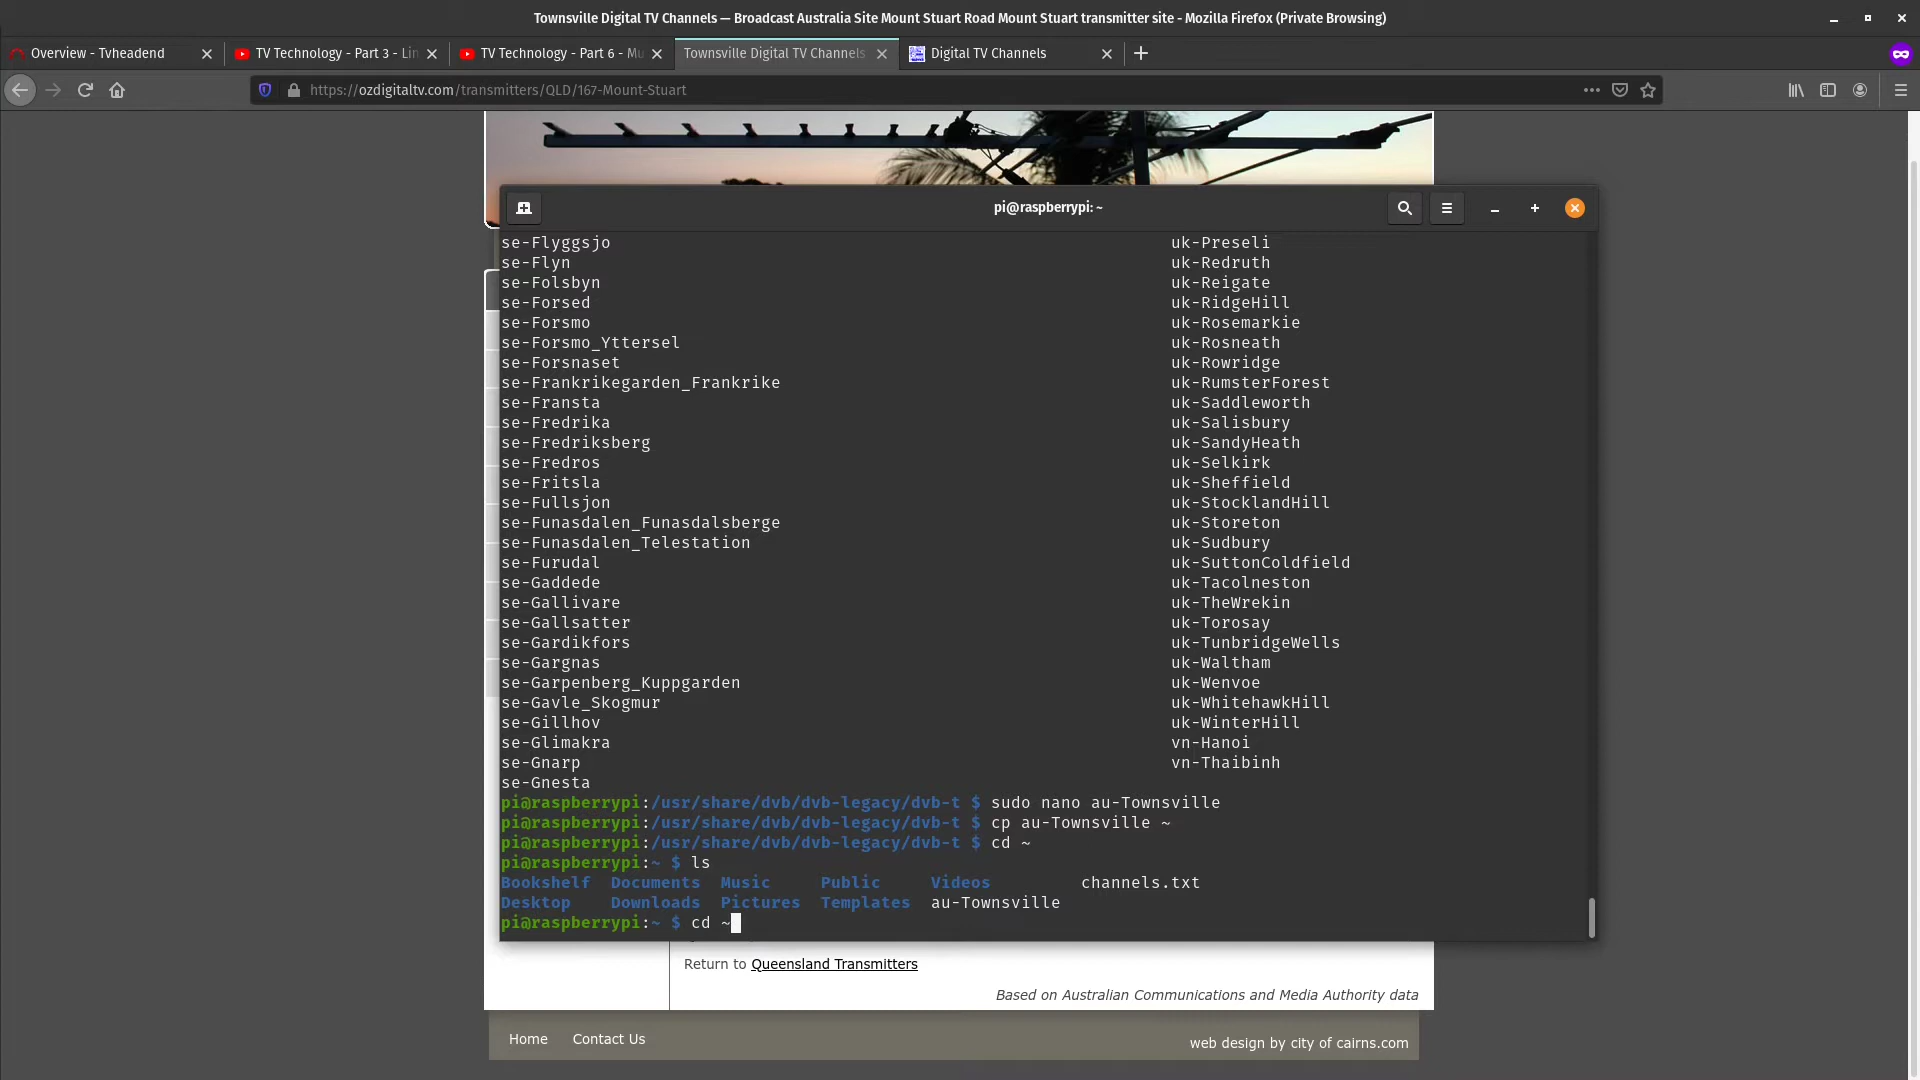 Townsville Digital TV Channels — Broadcast Australia Site Mount Stuart Road Mount Stuart transmitter site - Mozilla Firefox (Private Browsing)
Overview - Tvheadend
TV Technology - Part 3 - Lin
TV Technology - Part 6 - Mu
Townsville Digital TV Channels
Digital TV Channels
https://ozdigitaltv.com/transmitters/QLD/167-Mount-Stuart
pi@raspberrypi: ~
se-Flyggsjo uk-Preseli
se-Flyn uk-Redruth
se-Folsbyn uk-Reigate
se-Forsed uk-RidgeHill
se-Forsmo uk-Rosemarkie
se-Forsmo_Yttersel uk-Rosneath
se-Forsnaset uk-Rowridge
se-Frankrikegarden_Frankrike uk-RumsterForest
se-Fransta uk-Saddleworth
se-Fredrika uk-Salisbury
se-Fredriksberg uk-SandyHeath
se-Fredros uk-Selkirk
se-Fritsla uk-Sheffield
se-Fullsjon uk-StocklandHill
se-Funasdalen_Funasdalsberge uk-Storeton
se-Funasdalen_Telestation uk-Sudbury
se-Furudal uk-SuttonColdfield
se-Gaddede uk-Tacolneston
se-Gallivare uk-TheWrekin
se-Gallsatter uk-Torosay
se-Gardikfors uk-TunbridgeWells
se-Gargnas uk-Waltham
se-Garpenberg_Kuppgarden uk-Wenvoe
se-Gavle_Skogmur uk-WhitehawkHill
se-Gillhov uk-WinterHill
se-Glimakra vn-Hanoi
se-Gnarp vn-Thaibinh
se-Gnesta
pi@raspberrypi:/usr/share/dvb/dvb-legacy/dvb-t $ sudo nano au-Townsville
pi@raspberrypi:/usr/share/dvb/dvb-legacy/dvb-t $ cp au-Townsville ~
pi@raspberrypi:/usr/share/dvb/dvb-legacy/dvb-t $ cd ~
pi@raspberrypi:~ $ ls
Bookshelf Documents Music Public Videos channels.txt
Desktop Downloads Pictures Templates au-Townsville
pi@raspberrypi:~ $ cd ~
Return to Queensland Transmitters
Based on Australian Communications and Media Authority data
Home Contact Us
web design by city of cairns.com